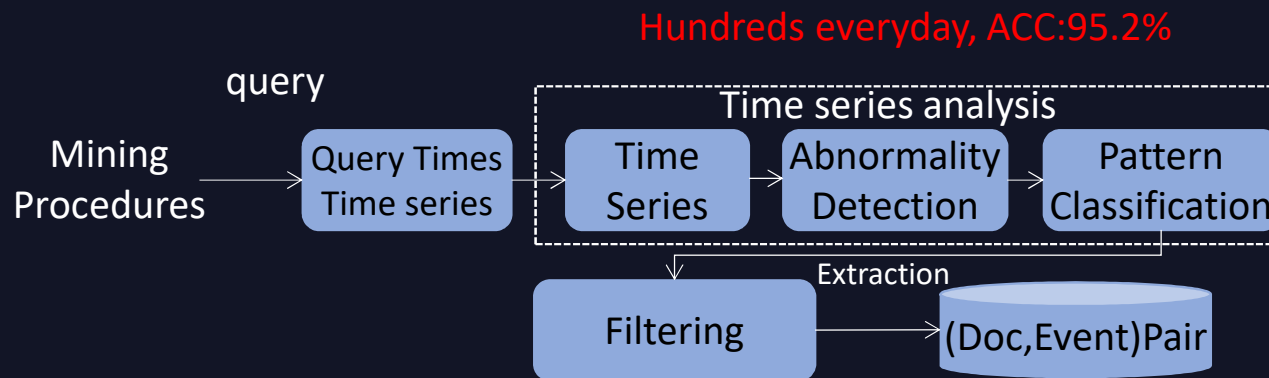 Hundreds everyday, ACC:95.2%
query
Time series analysis
Mining
Procedures
Query Times
Time series
Time
Series
Abnormality
Detection
Pattern
Classification
Extraction
Filtering
(Doc,Event)Pair